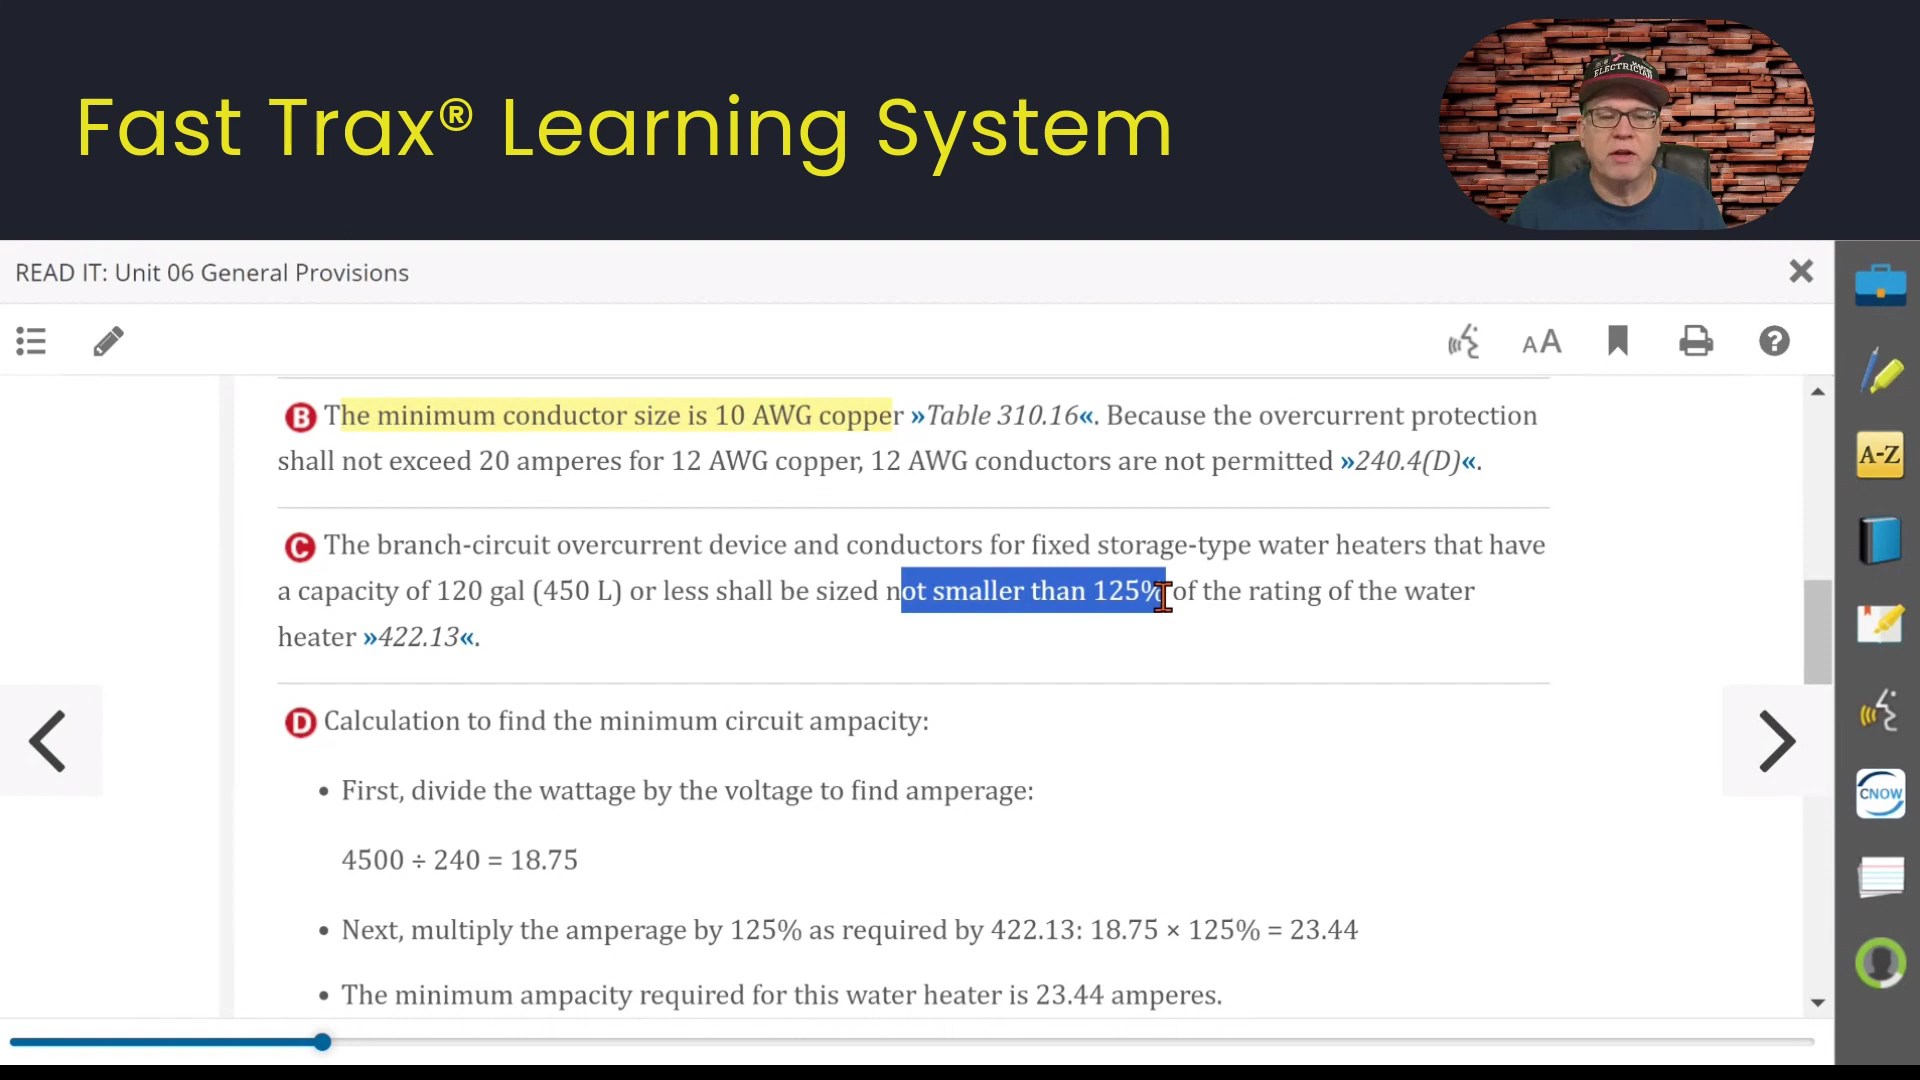 Fast Trax® Learning System
ELECTRICIAN
READ IT: Unit 06 General Provisions
AA
?
B The minimum conductor size is 10 AWG copper »Table 310.16«. Because the overcurrent protection
shall not exceed 20 amperes for 12 AWG copper, 12 AWG conductors are not permitted »240.4(D)«.
C The branch-circuit overcurrent device and conductors for fixed storage-type water heaters that have
a capacity of 120 gal (450 L) or less shall be sized not smaller than 125% of the rating of the water
heater »422.13«.
D Calculation to find the minimum circuit ampacity:
• First, divide the wattage by the voltage to find amperage:
4500 ÷ 240 = 18.75
• Next, multiply the amperage by 125% as required by 422.13: 18.75 × 125% = 23.44
• The minimum ampacity required for this water heater is 23.44 amperes.
A-Z
CNOW